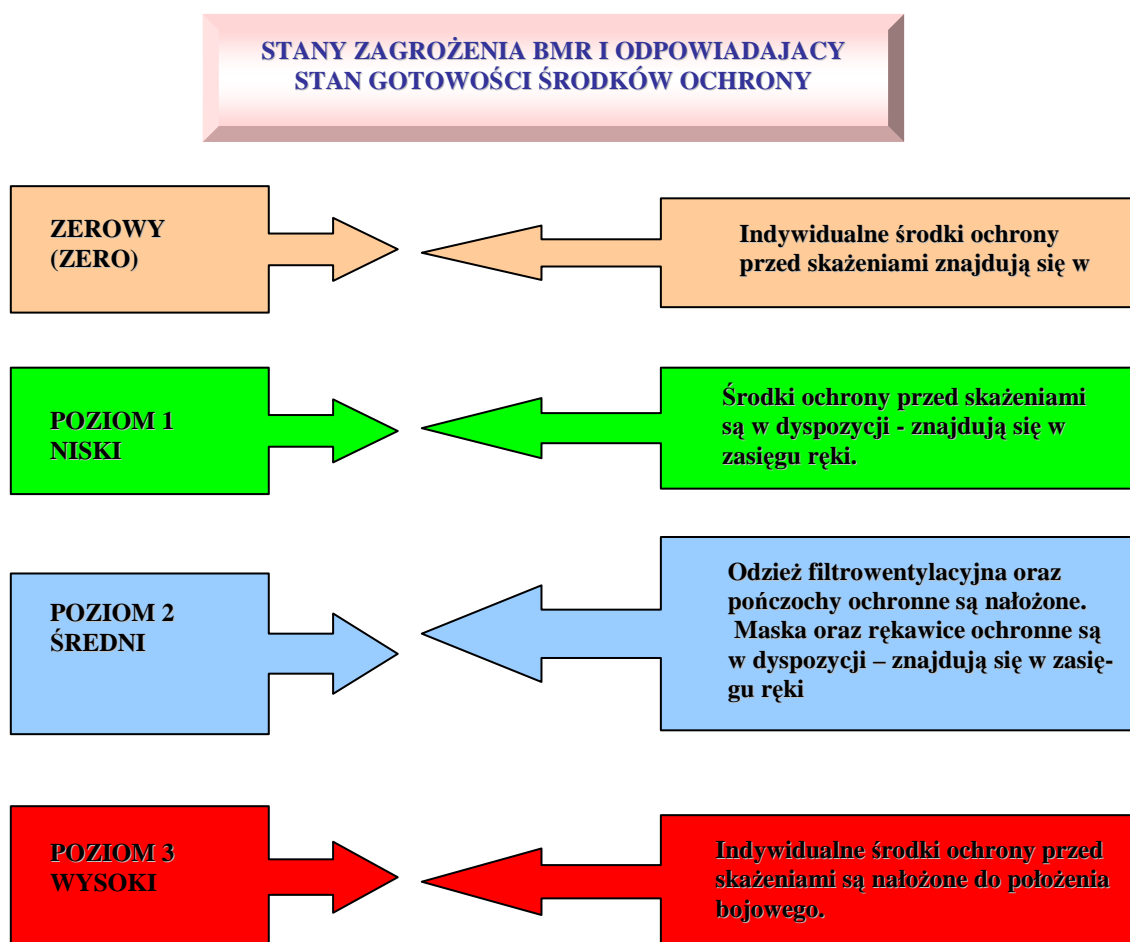 STANY ZAGROŻENIA BMR I ODPOWIADAJACY
STAN GOTOWOŚCI ŚRODKÓW OCHRONY
ZEROWY
(ZERO)
Indywidualne środki ochrony
przed skażeniami znajdują się w
POZIOM 1
NISKI
Środki ochrony przed skażeniami
są w dyspozycji - znajdują się w
zasięgu ręki.
POZIOM 2
ŚREDNI
Odzież filtrowentylacyjna oraz
pończochy ochronne są nałożone.
Maska oraz rękawice ochronne są
w dyspozycji – znajdują się w zasię-
gu ręki
POZIOM 3
WYSOKI
Indywidualne środki ochrony przed
skażeniami są nałożone do położenia
bojowego.